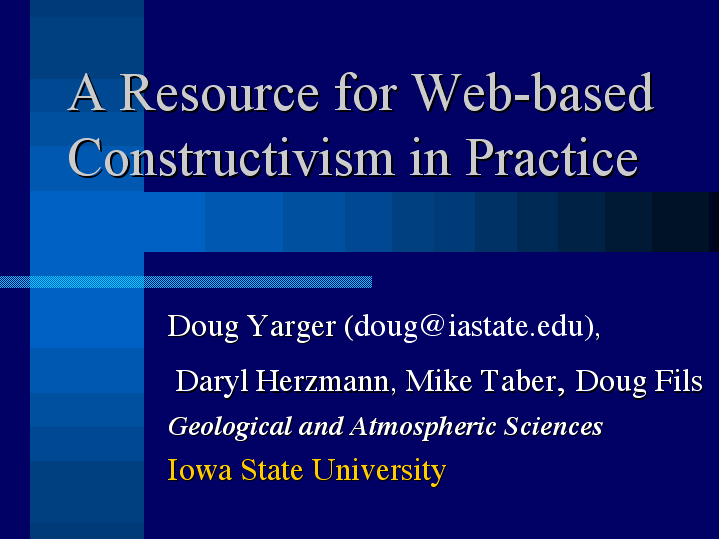 A Resource for Web-based
Constructivism in Practice
Doug Yarger (doug@iastate.edu),
Daryl Herzmann, Mike Taber, Doug Fils
Geological and Atmospheric Sciences
Iowa State University